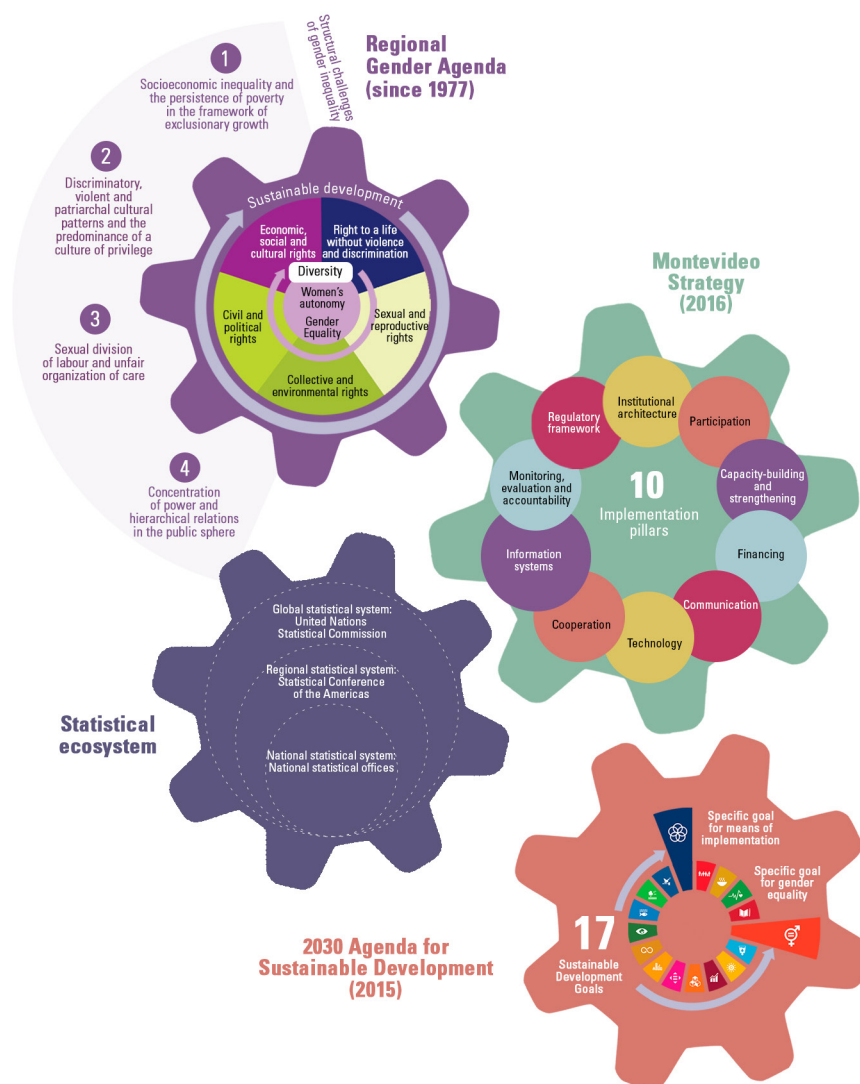 Regional
Gender Agenda
(since 1977)
Structural challenges
of gender inequality
1
Socioeconomic inequality and
the persistence of poverty
in the framework of
exclusionary growth
2
Discriminatory,
violent and
patriarchal cultural
patterns and the
predominance of a
culture of privilege
3
Sexual division
of labour and unfair
organization of care
4
Concentration
of power and
hierarchical relations
in the public sphere
Sustainable development
Economic,
social and
cultural rights
Right to a life
without violence
and discrimination
Diversity
Women's
autonomy
Gender
Equality
Civil and
political
rights
Sexual and
reproductive
rights
Collective and
environmental rights
Montevideo
Strategy
(2016)
Institutional
architecture
Regulatory
framework
Participation
Monitoring,
evaluation and
accountability
Capacity-building
and
strengthening
10
Implementation
pillars
Information
systems
Financing
Cooperation
Communication
Technology
Statistical
ecosystem
Global statistical system:
United Nations
Statistical Commission
Regional statistical system:
Statistical Conference
of the Americas
National statistical system:
National statistical offices
2030 Agenda for
Sustainable Development
(2015)
Specific goal
for means of
implementation
Specific goal
for gender
equality
17
Sustainable
Development
Goals